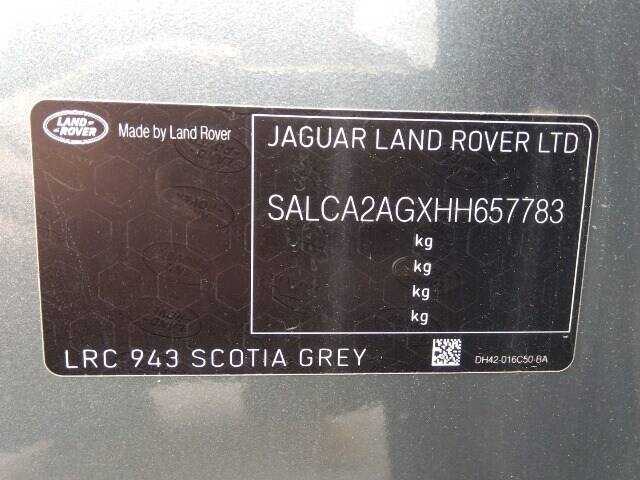 LAND-
-ROVER
Made by Land Rover
JAGUAR LAND ROVER LTD
SALCA2AGXHH657783
kg
kg
kg
kg
LRC 943 SCOTIA GREY
DH42-016C50-BA